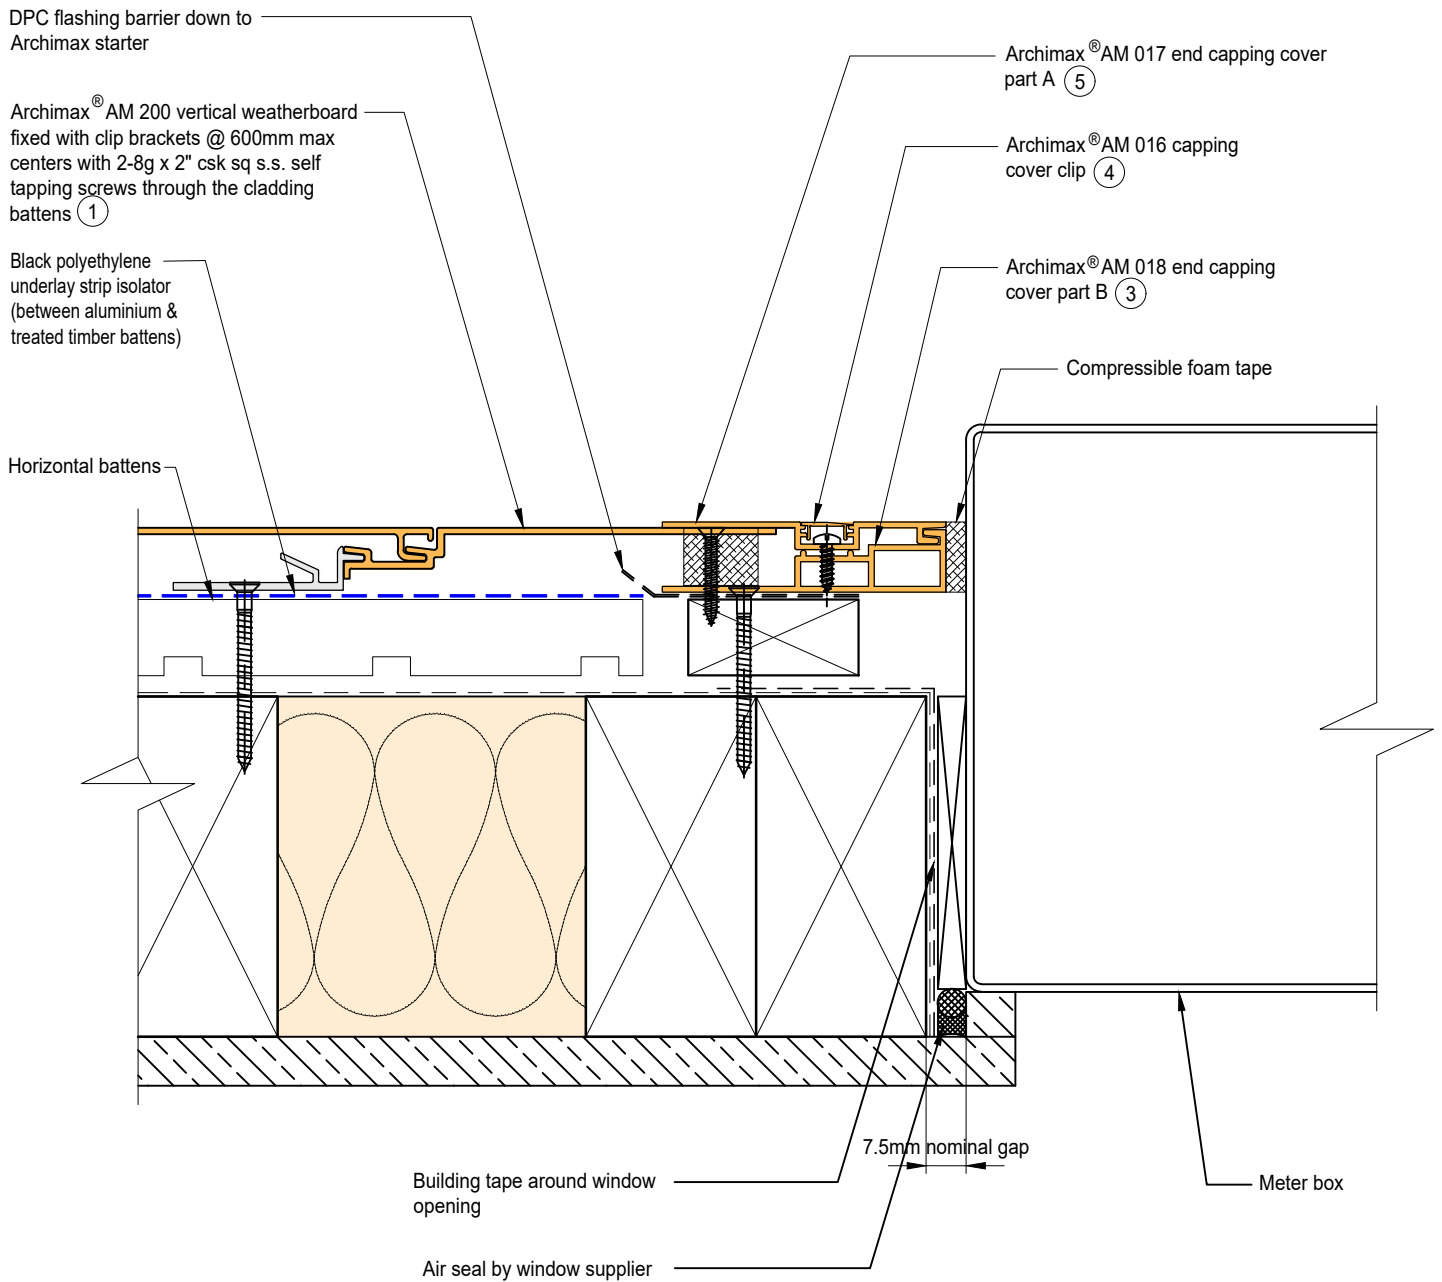 DPC flashing barrier down to
Archimax starter
Archimax® AM 200 vertical weatherboard
fixed with clip brackets @ 600mm max
centers with 2-8g x 2" csk sq s.s. self
tapping screws through the cladding
battens 1
Black polyethylene
underlay strip isolator
(between aluminium &
treated timber battens)
Horizontal battens
Archimax® AM 017 end capping cover
part A 5
Archimax® AM 016 capping
cover clip 4
Archimax® AM 018 end capping
cover part B 3
Compressible foam tape
7.5mm nominal gap
Building tape around window
opening
Meter box
Air seal by window supplier